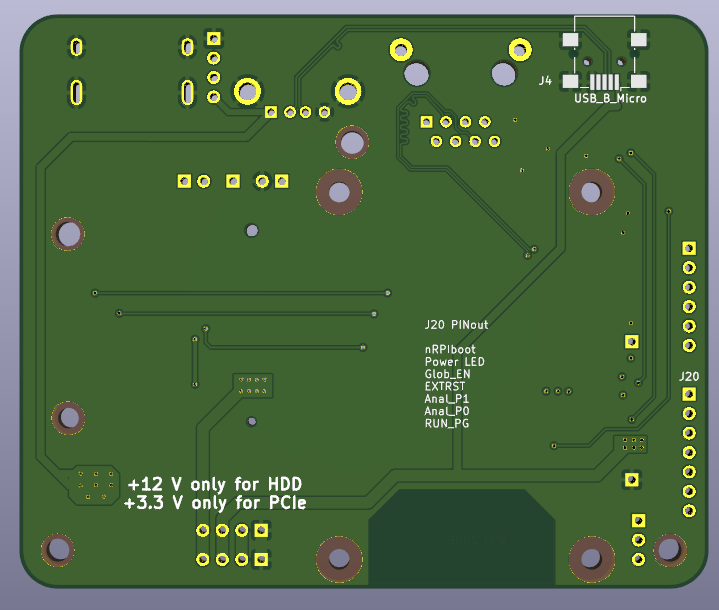 J4
USB_B_Micro
J20 PINout
nRPIboot
Power LED
Glob_EN
EXTRST
Anal_P1
Anal_P0
RUN_PG
J20
+12 V only for HDD
+3.3 V only for PCIe